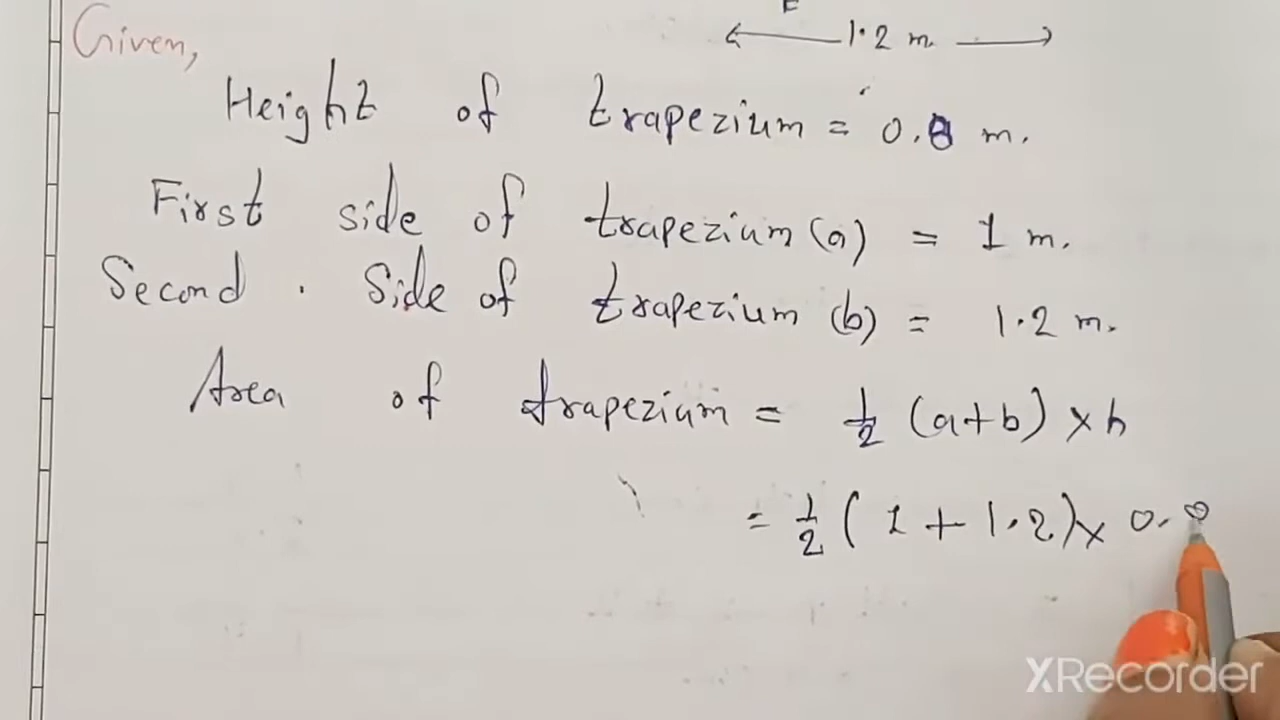 1.2 m
Given,
Height of trapezium = 0.8 m.
First side of trapezium (a) = 1 m.
Second . Side of trapezium (b) = 1.2 m.
Area of trapezium = 1/2 (a+b) × h
= 1/2 ( 1 + 1.2) × 0.
XRecorder